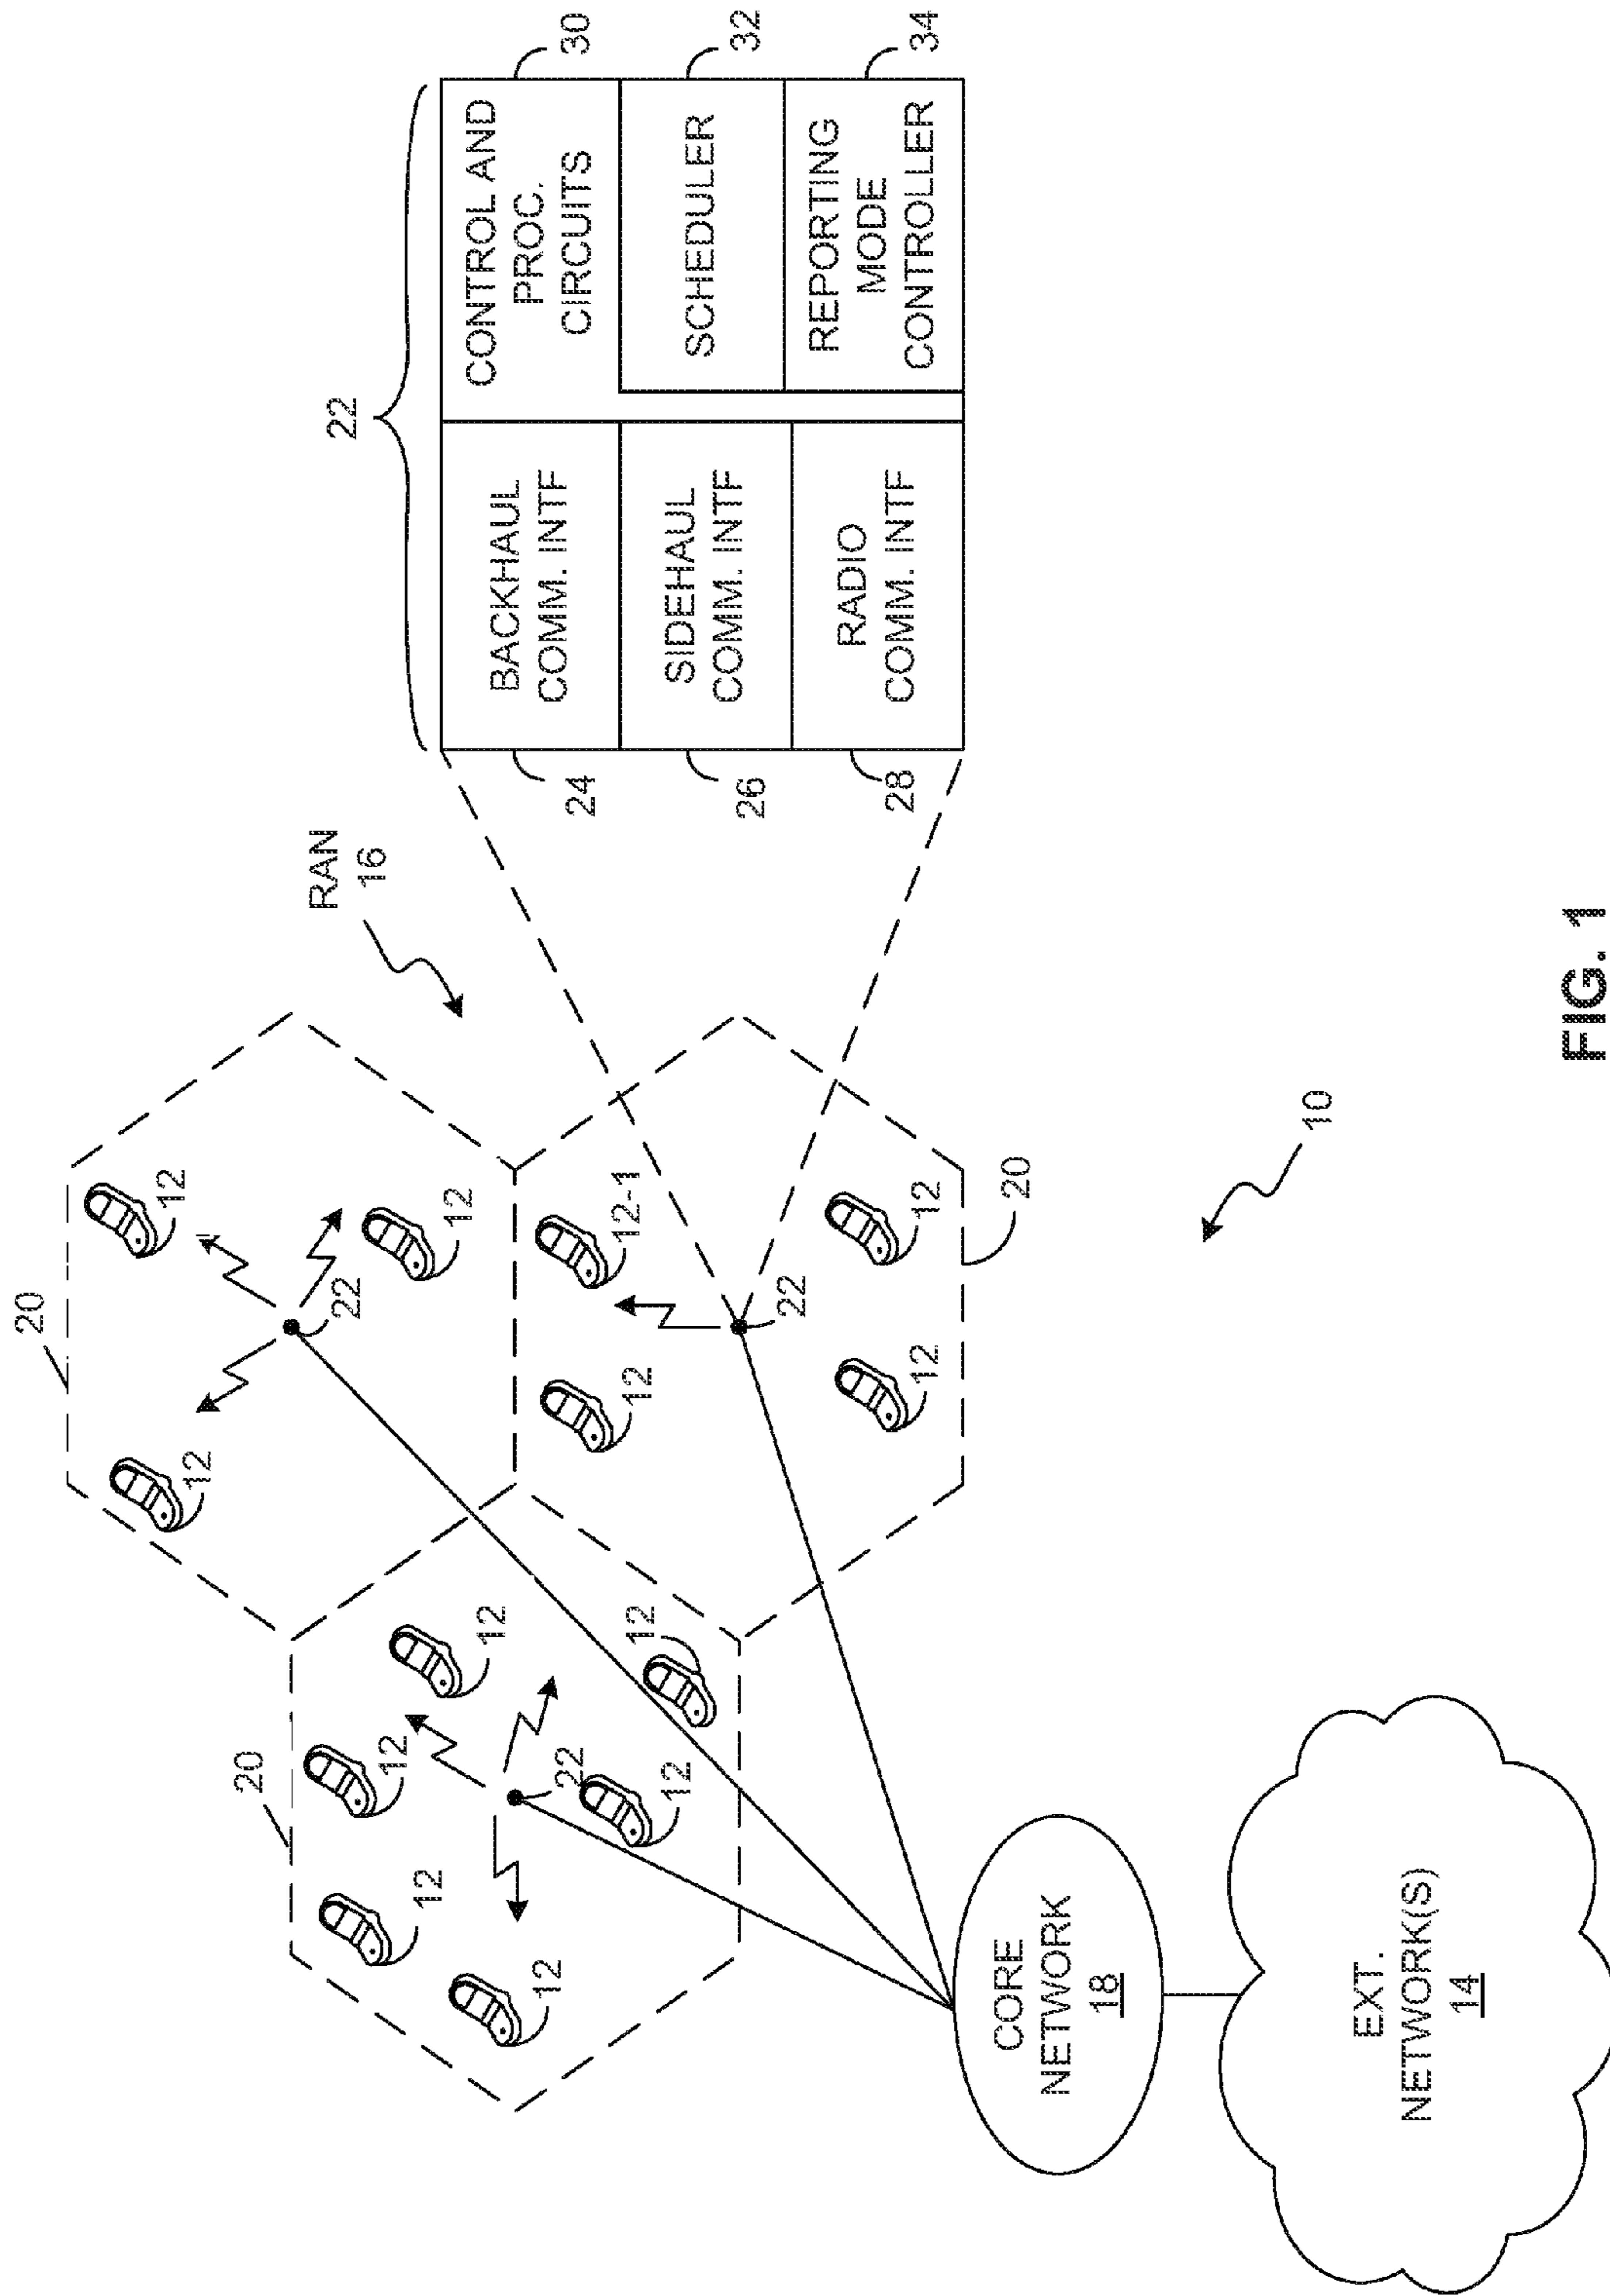 20
20
RAN
16
22
12
12
12
22
12
12
12
12
12
12
22
12
12-1
12
12
12
22
20
BACKHAUL
COMM. INTF
24
SIDEHAUL
COMM. INTF
26
RADIO
COMM. INTF
28
CONTROL AND
PROC.
CIRCUITS
30
SCHEDULER
32
REPORTING
MODE
CONTROLLER
34
22
CORE
NETWORK
18
EXT.
NETWORK(S)
14
10
FIG. 1